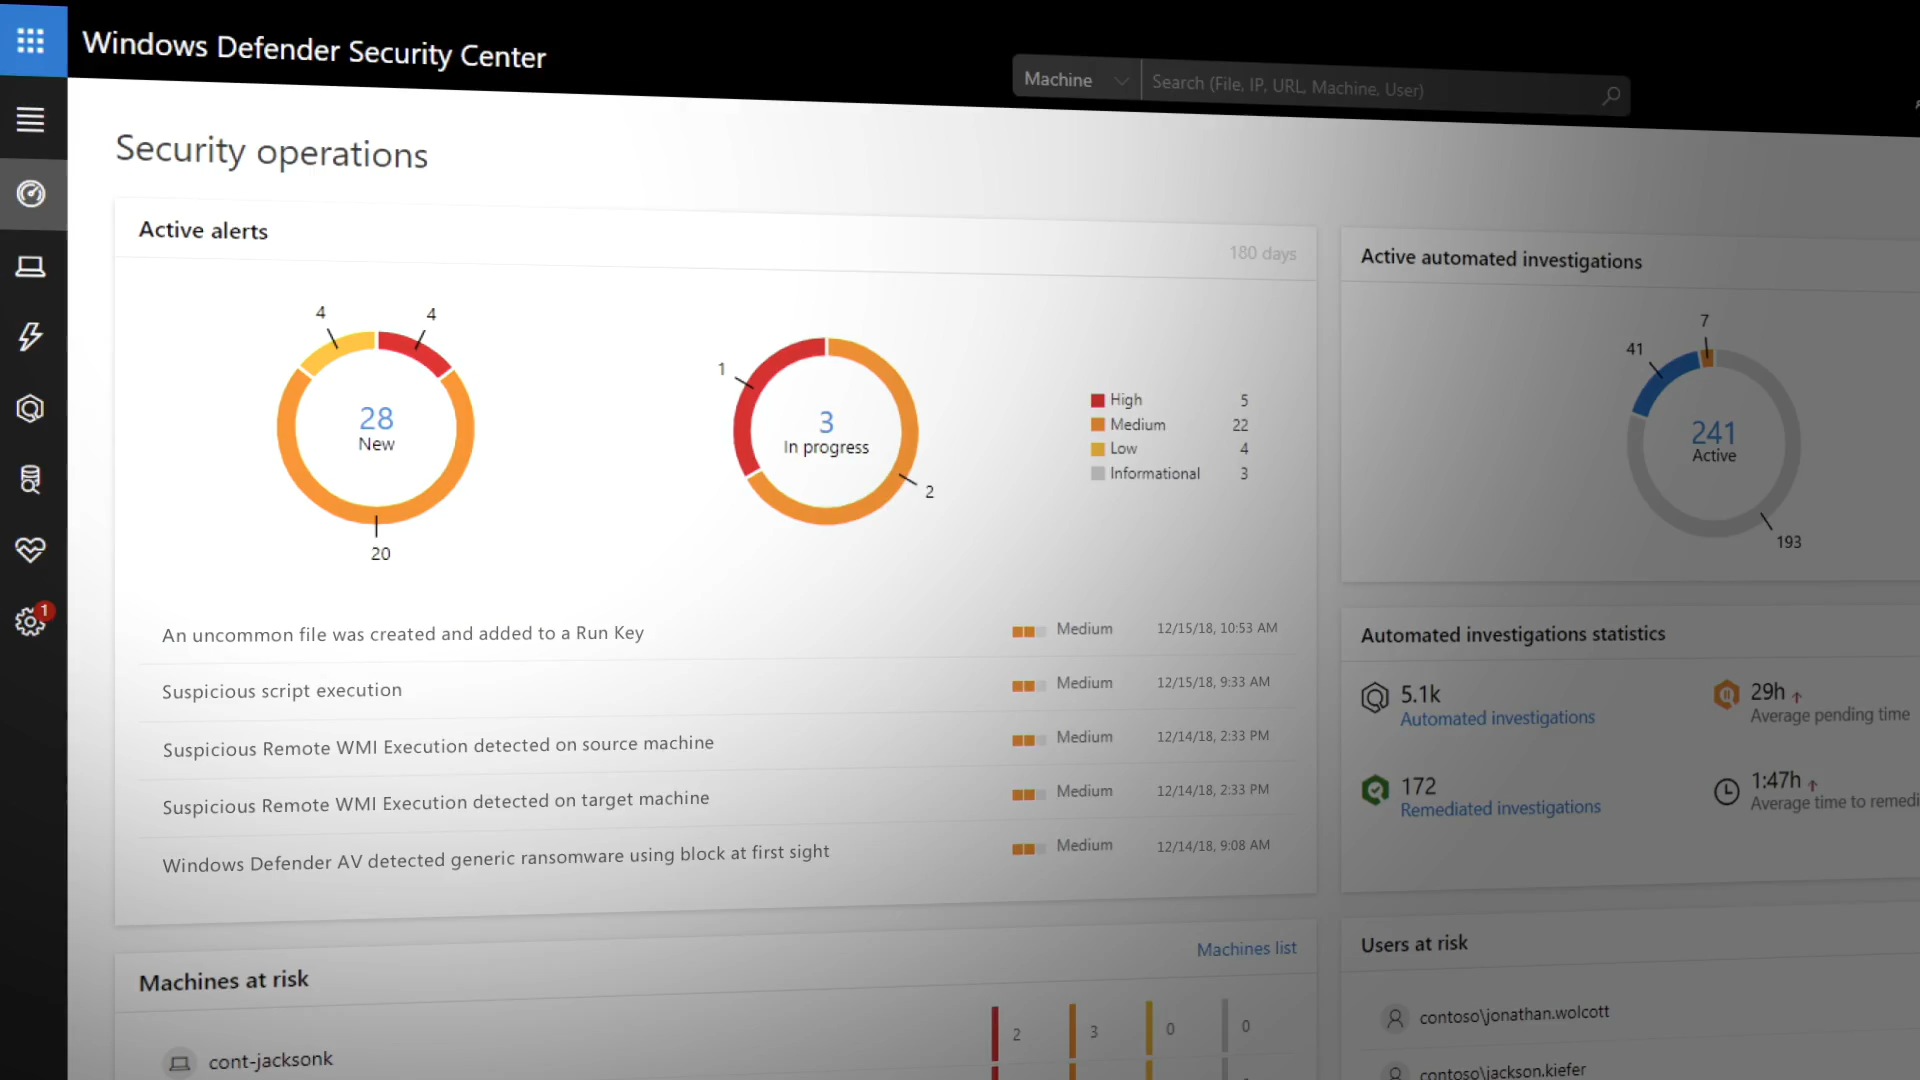 Windows Defender Security Center
Machine
Search (File, IP, URL, Machine, User)
Security operations
Active alerts
180 days
4
4
28
New
20
1
3
In progress
2
High 5
Medium 22
Low 4
Informational 3
An uncommon file was created and added to a Run Key Medium 12/15/18, 10:53 AM
Suspicious script execution Medium 12/15/18, 9:33 AM
Suspicious Remote WMI Execution detected on source machine Medium 12/14/18, 2:33 PM
Suspicious Remote WMI Execution detected on target machine Medium 12/14/18, 2:33 PM
Windows Defender AV detected generic ransomware using block at first sight Medium 12/14/18, 9:08 AM
1
Active automated investigations
7
41
241
Active
193
Automated investigations statistics
5.1k
Automated investigations
29h
Average pending time
172
Remediated investigations
1:47h
Average time to remedi
Machines at risk
Machines list
cont-jacksonk 2 3 0 0
Users at risk
contoso\jonathan.wolcott
contoso\jackson.kiefer